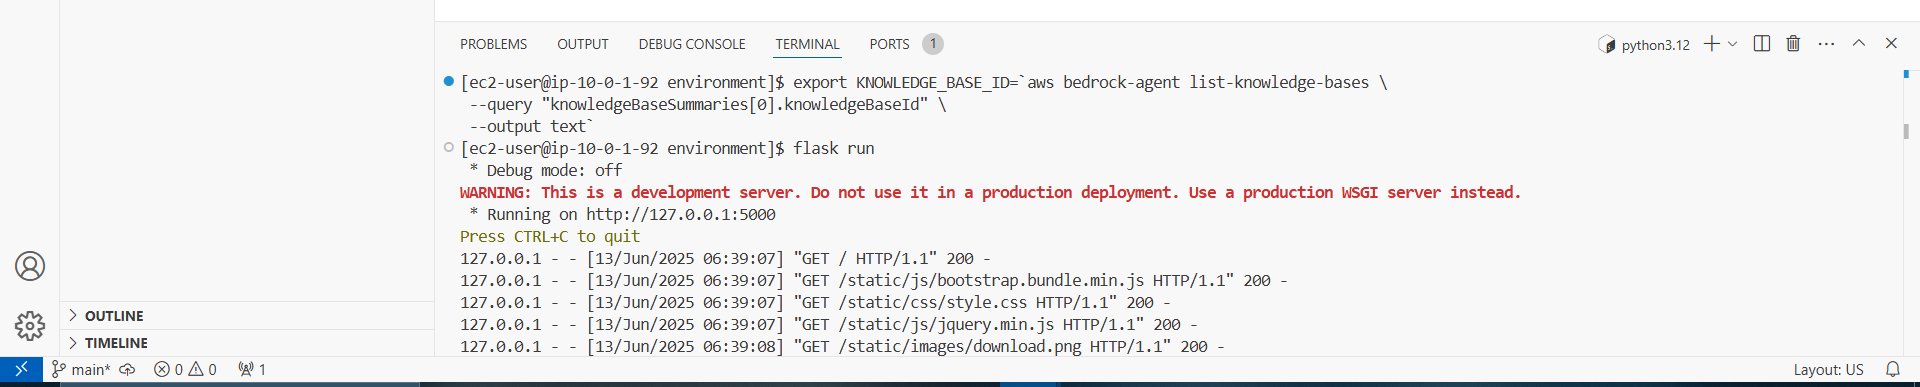 PROBLEMS OUTPUT DEBUG CONSOLE TERMINAL PORTS 1 python3.12
[ec2-user@ip-10-0-1-92 environment]$ export KNOWLEDGE_BASE_ID=`aws bedrock-agent list-knowledge-bases \
--query "knowledgeBaseSummaries[0].knowledgeBaseId" \
--output text`
[ec2-user@ip-10-0-1-92 environment]$ flask run
* Debug mode: off
WARNING: This is a development server. Do not use it in a production deployment. Use a production WSGI server instead.
* Running on http://127.0.0.1:5000
Press CTRL+C to quit
127.0.0.1 - - [13/Jun/2025 06:39:07] "GET / HTTP/1.1" 200 -
127.0.0.1 - - [13/Jun/2025 06:39:07] "GET /static/js/bootstrap.bundle.min.js HTTP/1.1" 200 -
127.0.0.1 - - [13/Jun/2025 06:39:07] "GET /static/css/style.css HTTP/1.1" 200 -
127.0.0.1 - - [13/Jun/2025 06:39:07] "GET /static/js/jquery.min.js HTTP/1.1" 200 -
127.0.0.1 - - [13/Jun/2025 06:39:08] "GET /static/images/download.png HTTP/1.1" 200 -
OUTLINE
TIMELINE
main* 0 0 1 Layout: US